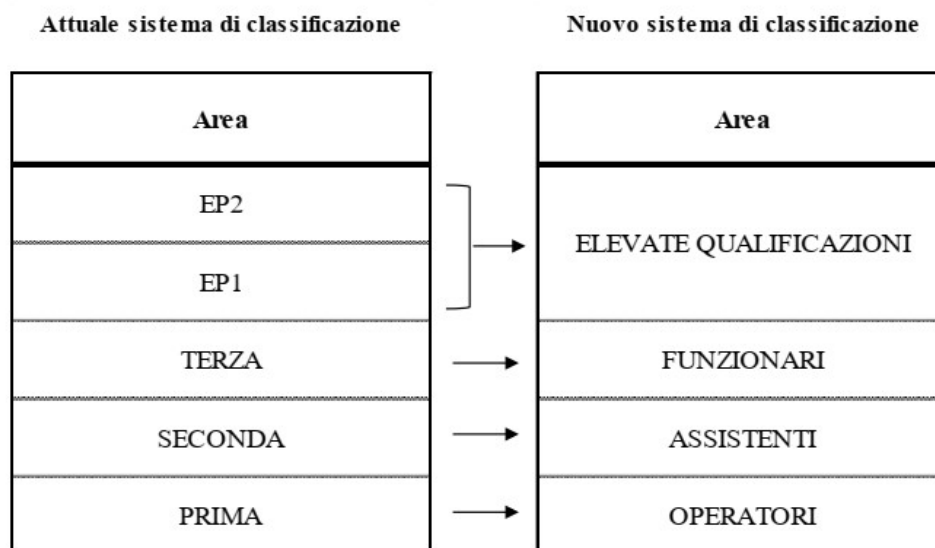 Attuale sistema di classificazione
Nuovo sistema di classificazione
Area
Area
EP2
EP1
ELEVATE QUALIFICAZIONI
TERZA
FUNZIONARI
SECONDA
ASSISTENTI
PRIMA
OPERATORI